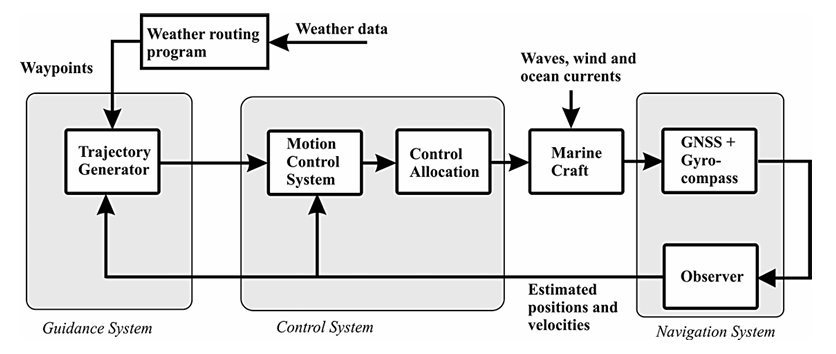 Weather routing
program
Weather data
Waypoints
Waves, wind and
ocean currents
Trajectory
Generator
Motion
Control
System
Control
Allocation
Marine
Craft
GNSS +
Gyro-
compass
Observer
Estimated
positions and
velocities
Guidance System
Control System
Navigation System